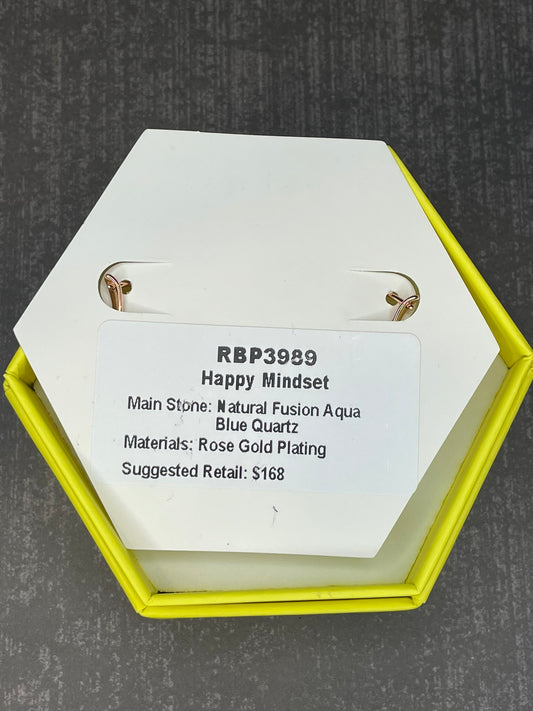 RBP3989
Happy Mindset
Main Stone: Natural Fusion Aqua
Blue Quartz
Materials: Rose Gold Plating
Suggested Retail: $168